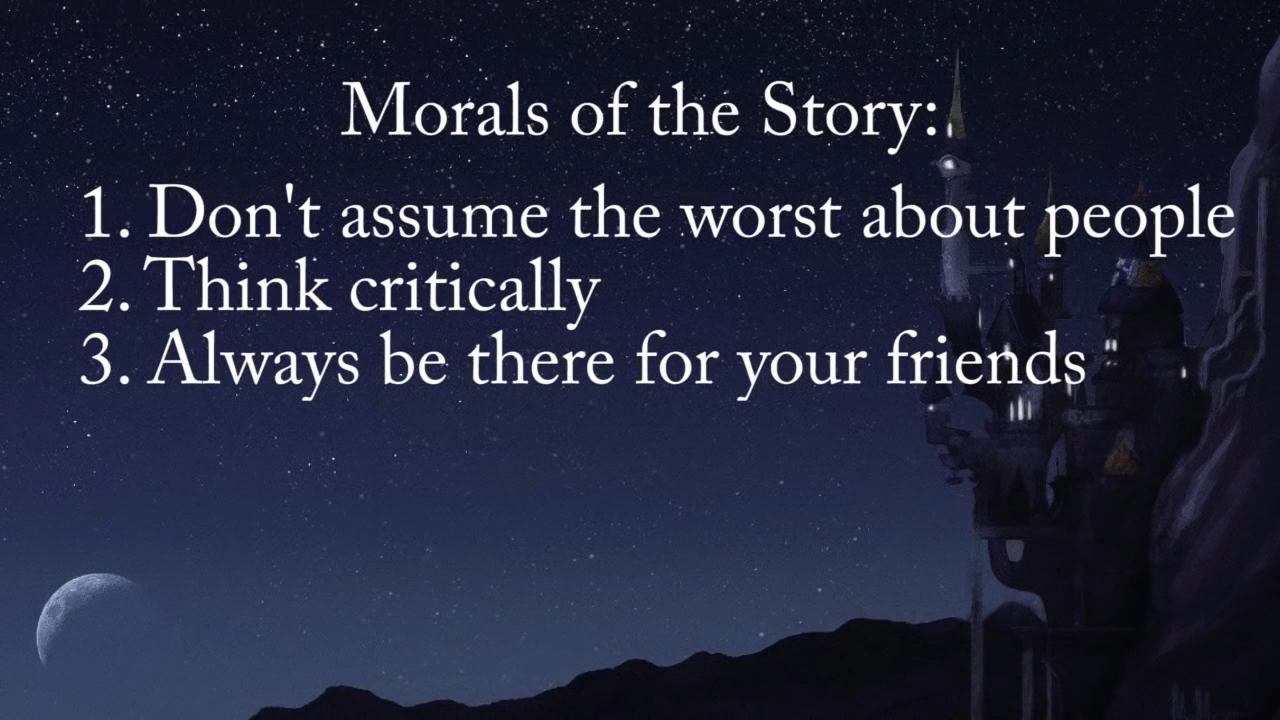 Morals of the Story:
1. Don't assume the worst about people
2. Think critically
3. Always be there for your friends